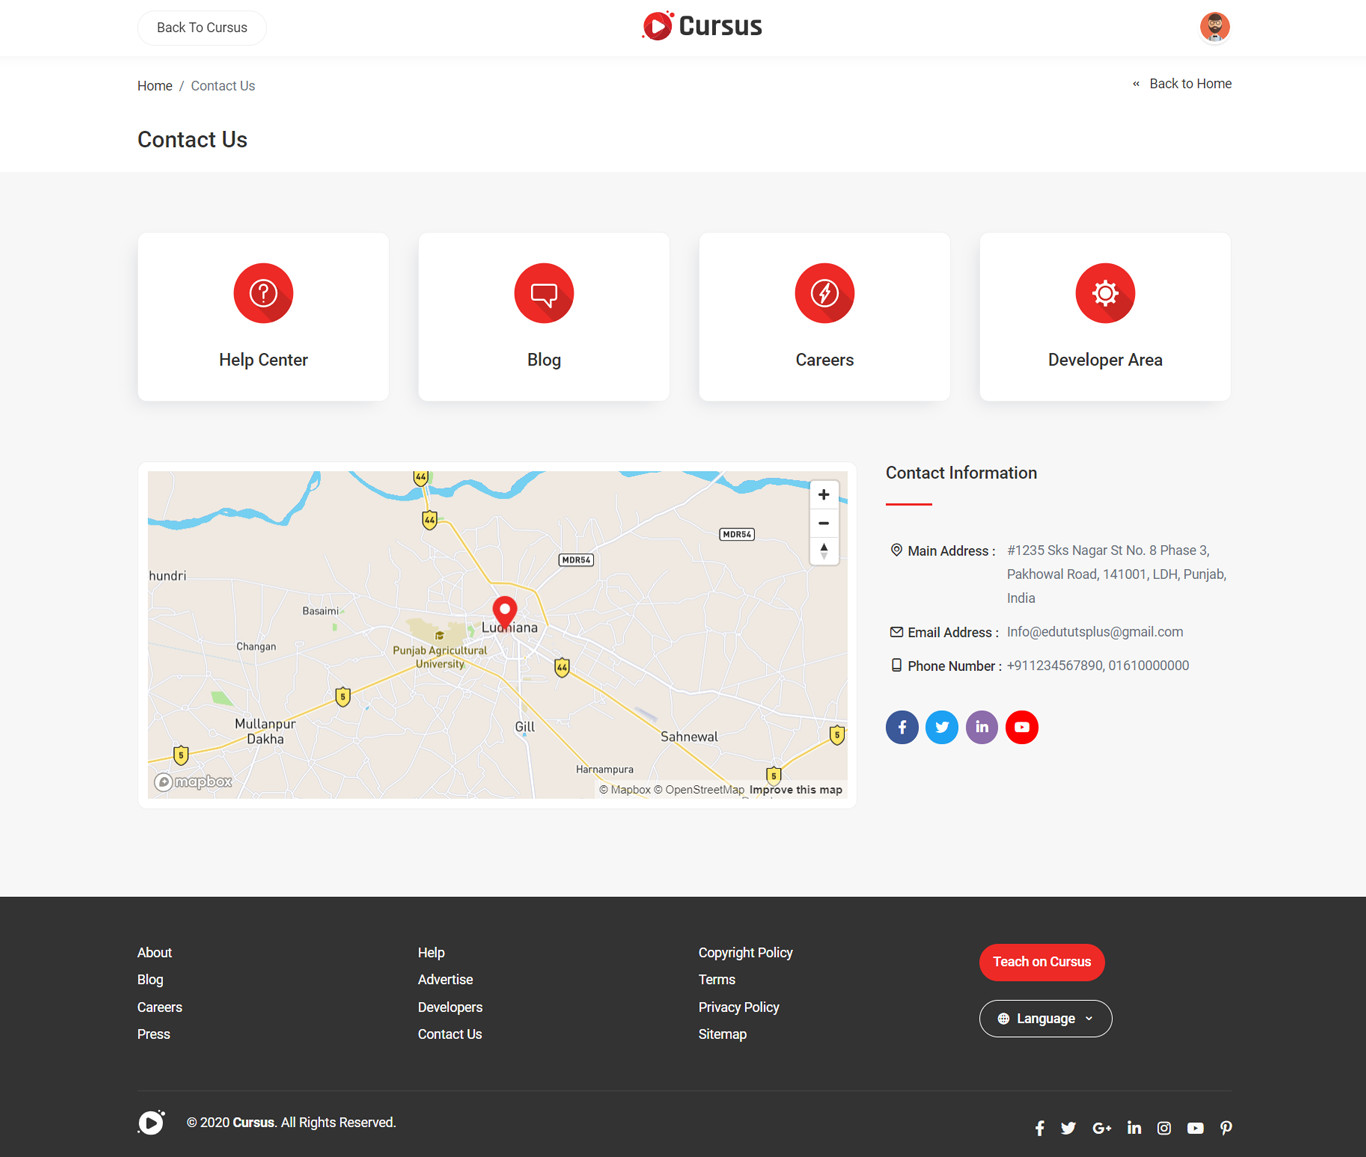 Back To Cursus
Cursus
Home / Contact Us
« Back to Home
Contact Us
Help Center
Blog
Careers
Developer Area
44
44
MDR54
MDR54
hundri
Basaimi
Ludhiana
Changan
Punjab Agricultural
University
44
5
Mullanpur
Dakha
Gill
Sahnewal
5
5
Harnampura
5
mapbox
© Mapbox © OpenStreetMap Improve this map
Contact Information
Main Address : #1235 Sks Nagar St No. 8 Phase 3,
Pakhowal Road, 141001, LDH, Punjab,
India
Email Address : Info@edututsplus@gmail.com
Phone Number : +911234567890, 01610000000
About
Blog
Careers
Press
Help
Advertise
Developers
Contact Us
Copyright Policy
Terms
Privacy Policy
Sitemap
Teach on Cursus
Language
© 2020 Cursus. All Rights Reserved.